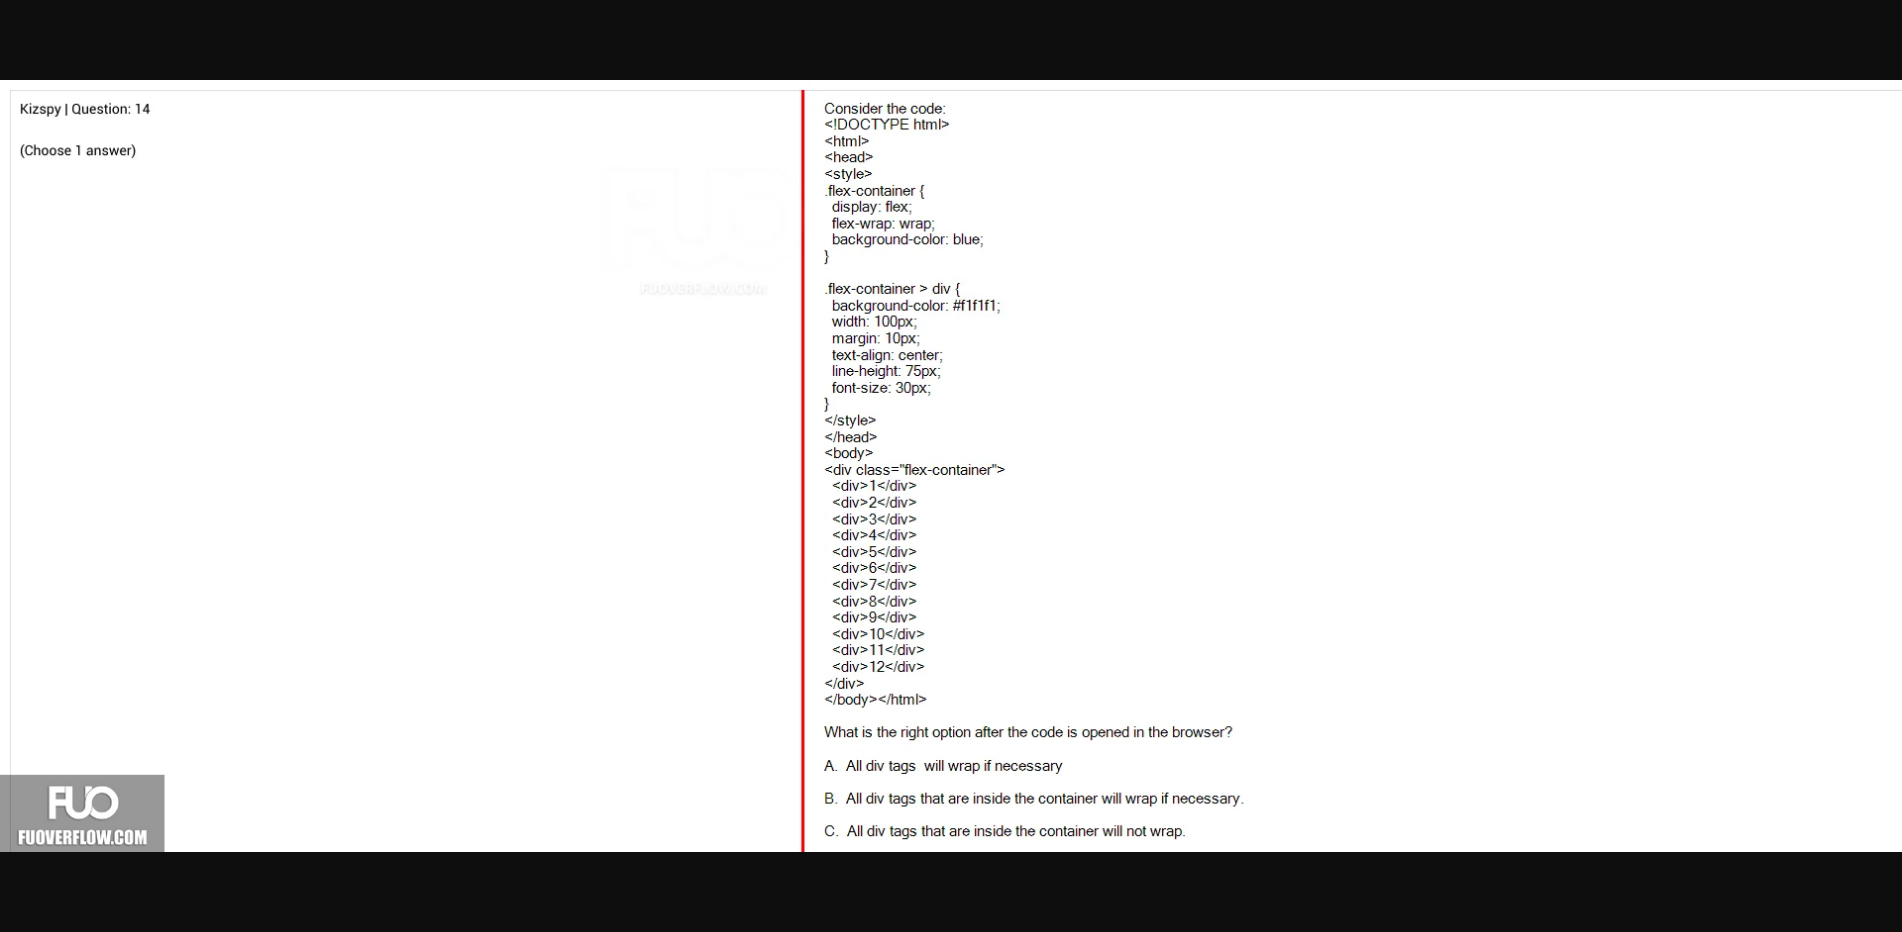 Kizspy | Question: 14
(Choose 1 answer)
FUO
FUOVERFLOW.COM
Consider the code:
<!DOCTYPE html>
<html>
<head>
<style>
.flex-container {
display: flex;
flex-wrap: wrap;
background-color: blue;
}
.flex-container > div {
background-color: #f1f1f1;
width: 100px;
margin: 10px;
text-align: center;
line-height: 75px;
font-size: 30px;
}
</style>
</head>
<body>
<div class="flex-container">
<div>1</div>
<div>2</div>
<div>3</div>
<div>4</div>
<div>5</div>
<div>6</div>
<div>7</div>
<div>8</div>
<div>9</div>
<div>10</div>
<div>11</div>
<div>12</div>
</div>
</body></html>
What is the right option after the code is opened in the browser?
A. All div tags will wrap if necessary
B. All div tags that are inside the container will wrap if necessary.
C. All div tags that are inside the container will not wrap.
FUO
FUOVERFLOW.COM